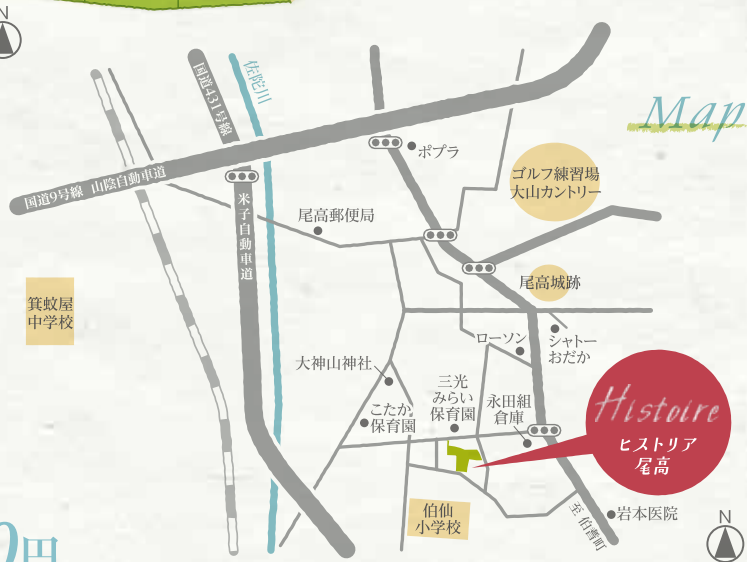 N
国道431号線
佐陀川
Map
ポプラ
ゴルフ練習場
大山カントリー
国道9号線 山陰自動車道
米子自動車道
尾高郵便局
尾高城跡
箕蚊屋
中学校
ローソン
シャトー
おだか
大神山神社
三光
みらい
保育園
こたか
保育園
永田組
倉庫
Histoire
ヒストリア
尾高
伯仙
小学校
至 伯耆町
岩本医院
0円
N